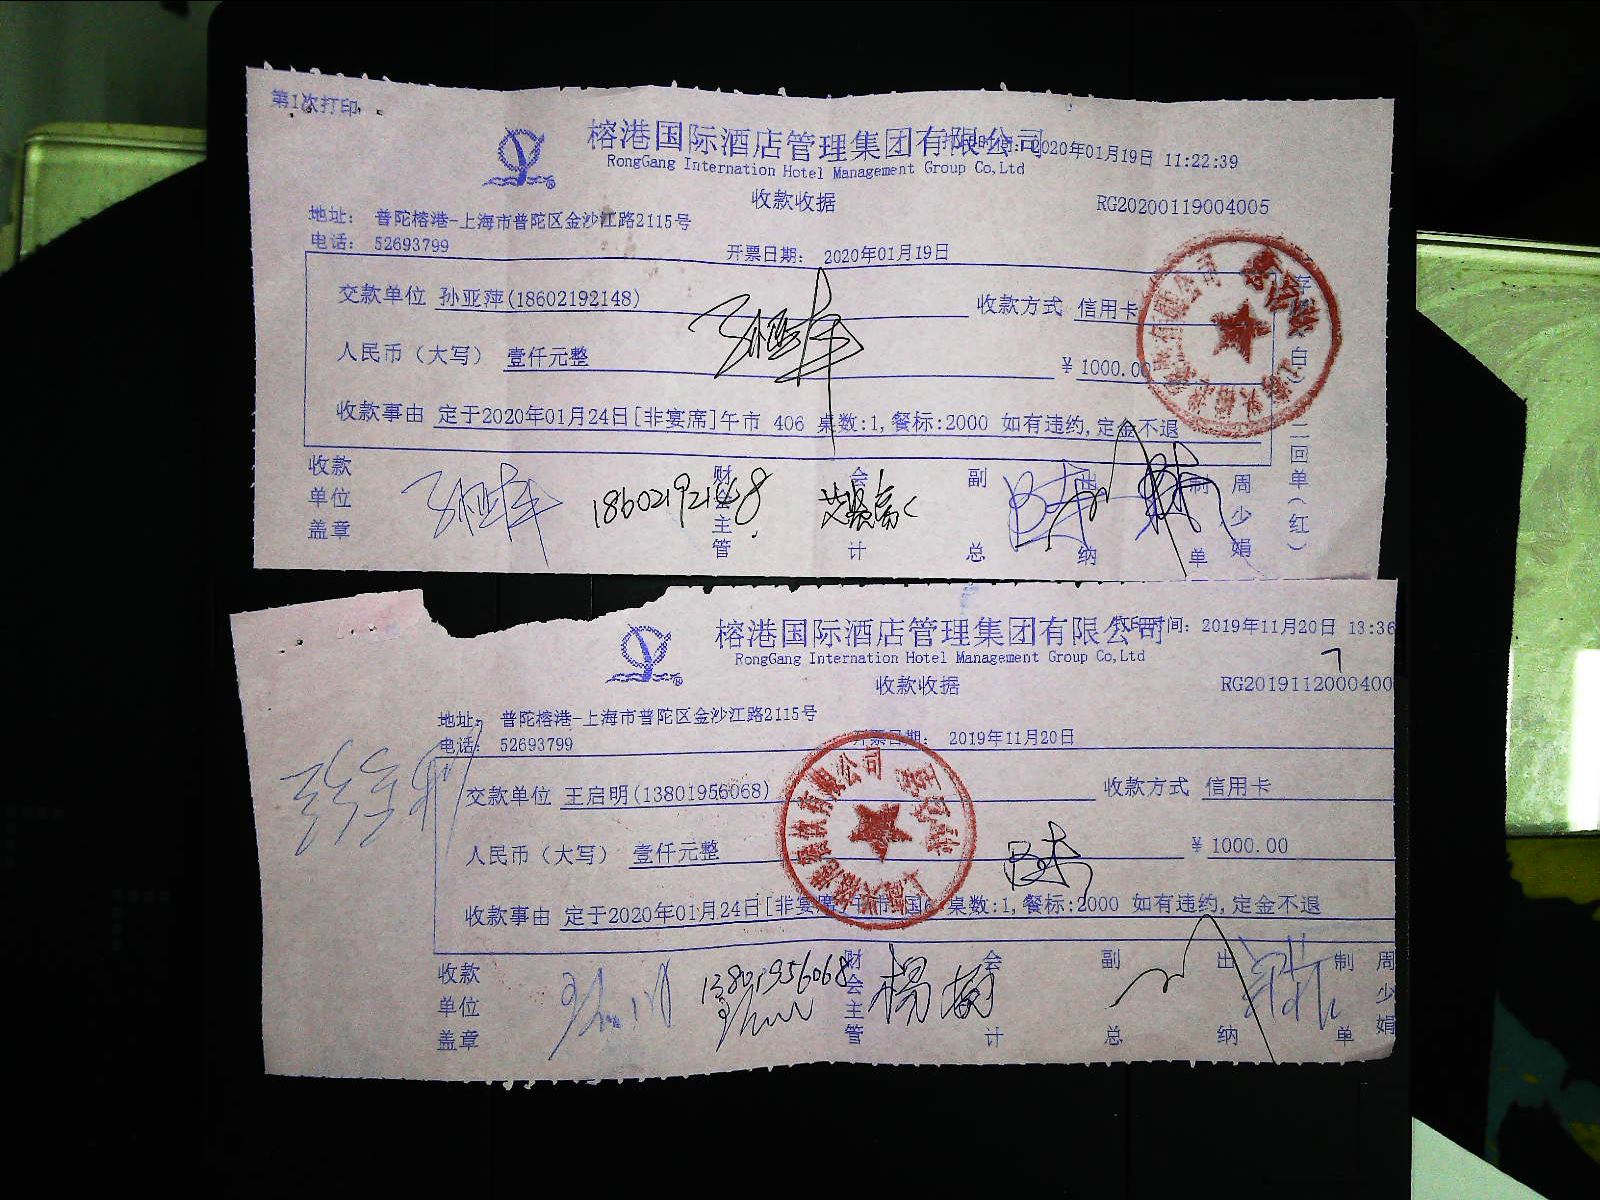 第1次打印
榕港国际酒店管理集团有限公司
2020年01月19日 11:22:39
RongGang Internation Hotel Management Group Co,Ltd
收款收据
RG20200119004005
地址： 普陀榕港-上海市普陀区金沙江路2115号
电话： 52693799
开票日期： 2020年01月19日
交款单位 孙亚萍(18602192148) 收款方式 信用卡
人民币（大写） 壹仟元整 ¥ 1000.00
收款事由 定于2020年01月24日[非宴席]午市 406 桌数:1,餐标:2000 如有违约,定金不退
收款单位盖章 18602192148 财会主管 会计 副总 出纳 制单 周少娟
二回单(红)
榕港国际酒店管理集团有限公司
时间：2019年11月20日 13:36
RongGang Internation Hotel Management Group Co,Ltd
收款收据
RG2019112000400
7
地址： 普陀榕港-上海市普陀区金沙江路2115号
电话： 52693799
开票日期： 2019年11月20日
交款单位 王启明(13801956068) 收款方式 信用卡
人民币（大写） 壹仟元整 ¥ 1000.00
收款事由 定于2020年01月24日[非宴席]午市 国 桌数:1,餐标:2000 如有违约,定金不退
收款单位盖章 13801956068 财会主管 会计 副总 出纳 制单 周少娟